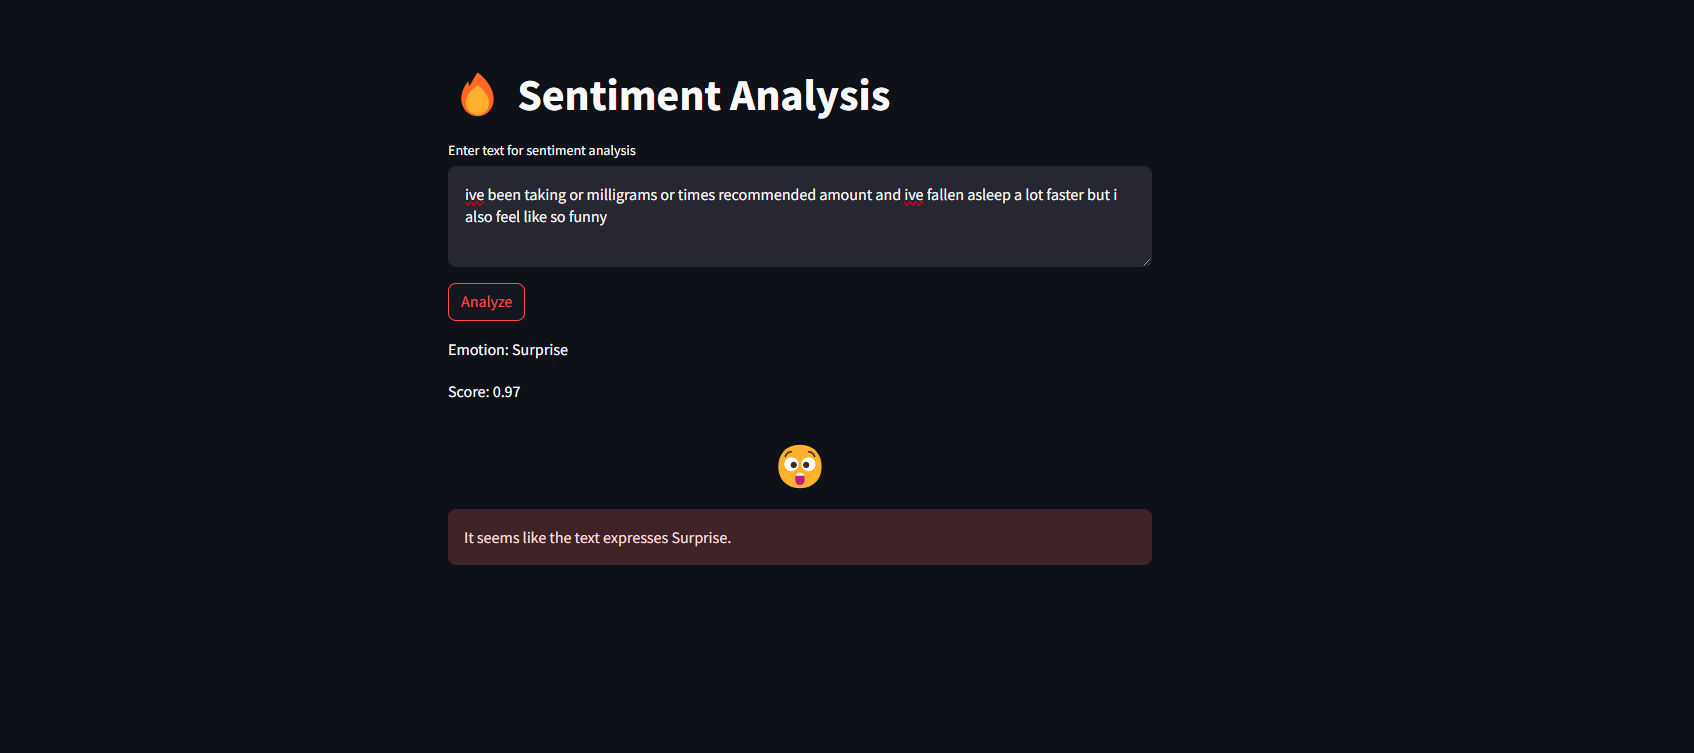 Sentiment Analysis
Enter text for sentiment analysis
ive been taking or milligrams or times recommended amount and ive fallen asleep a lot faster but i
also feel like so funny
Analyze
Emotion: Surprise
Score: 0.97
It seems like the text expresses Surprise.